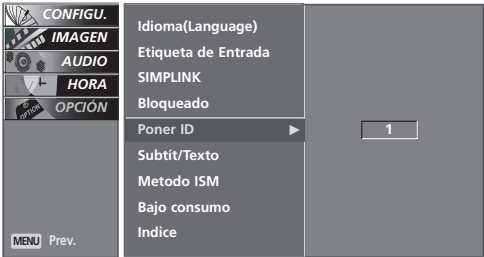 CONFIGU.
IMAGEN
AUDIO
HORA
OPTION OPCIÓN
MENU Prev.
Idioma(Language)
Etiqueta de Entrada
SIMPLINK
Bloqueado
Poner ID ▶ 1
Subtít/Texto
Metodo ISM
Bajo consumo
Indice